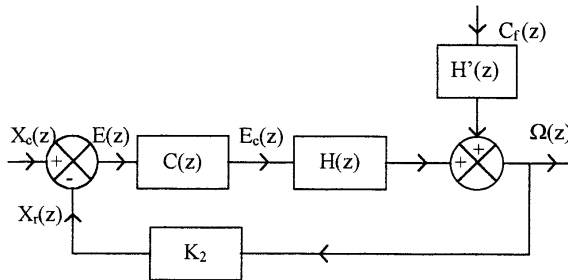 C_f(z)
H'(z)
X_c(z) E(z) E_c(z) Ω(z)
+ C(z) H(z) + +
-
X_r(z)
K_2